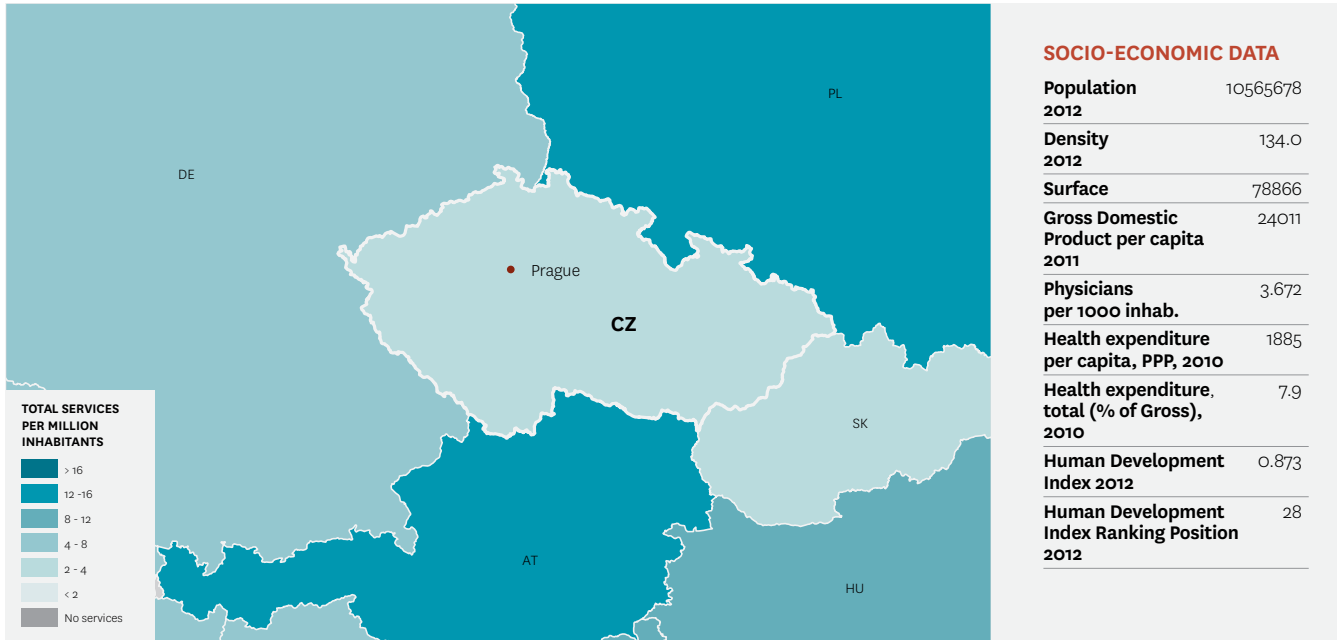 PL
DE
Prague
CZ
SK
AT
HU
TOTAL SERVICES
PER MILLION
INHABITANTS
> 16
12 -16
8 - 12
4 - 8
2 - 4
< 2
No services
SOCIO-ECONOMIC DATA
Population 10565678
2012
Density 134.0
2012
Surface 78866
Gross Domestic 24011
Product per capita
2011
Physicians 3.672
per 1000 inhab.
Health expenditure 1885
per capita, PPP, 2010
Health expenditure, 7.9
total (% of Gross),
2010
Human Development 0.873
Index 2012
Human Development 28
Index Ranking Position
2012